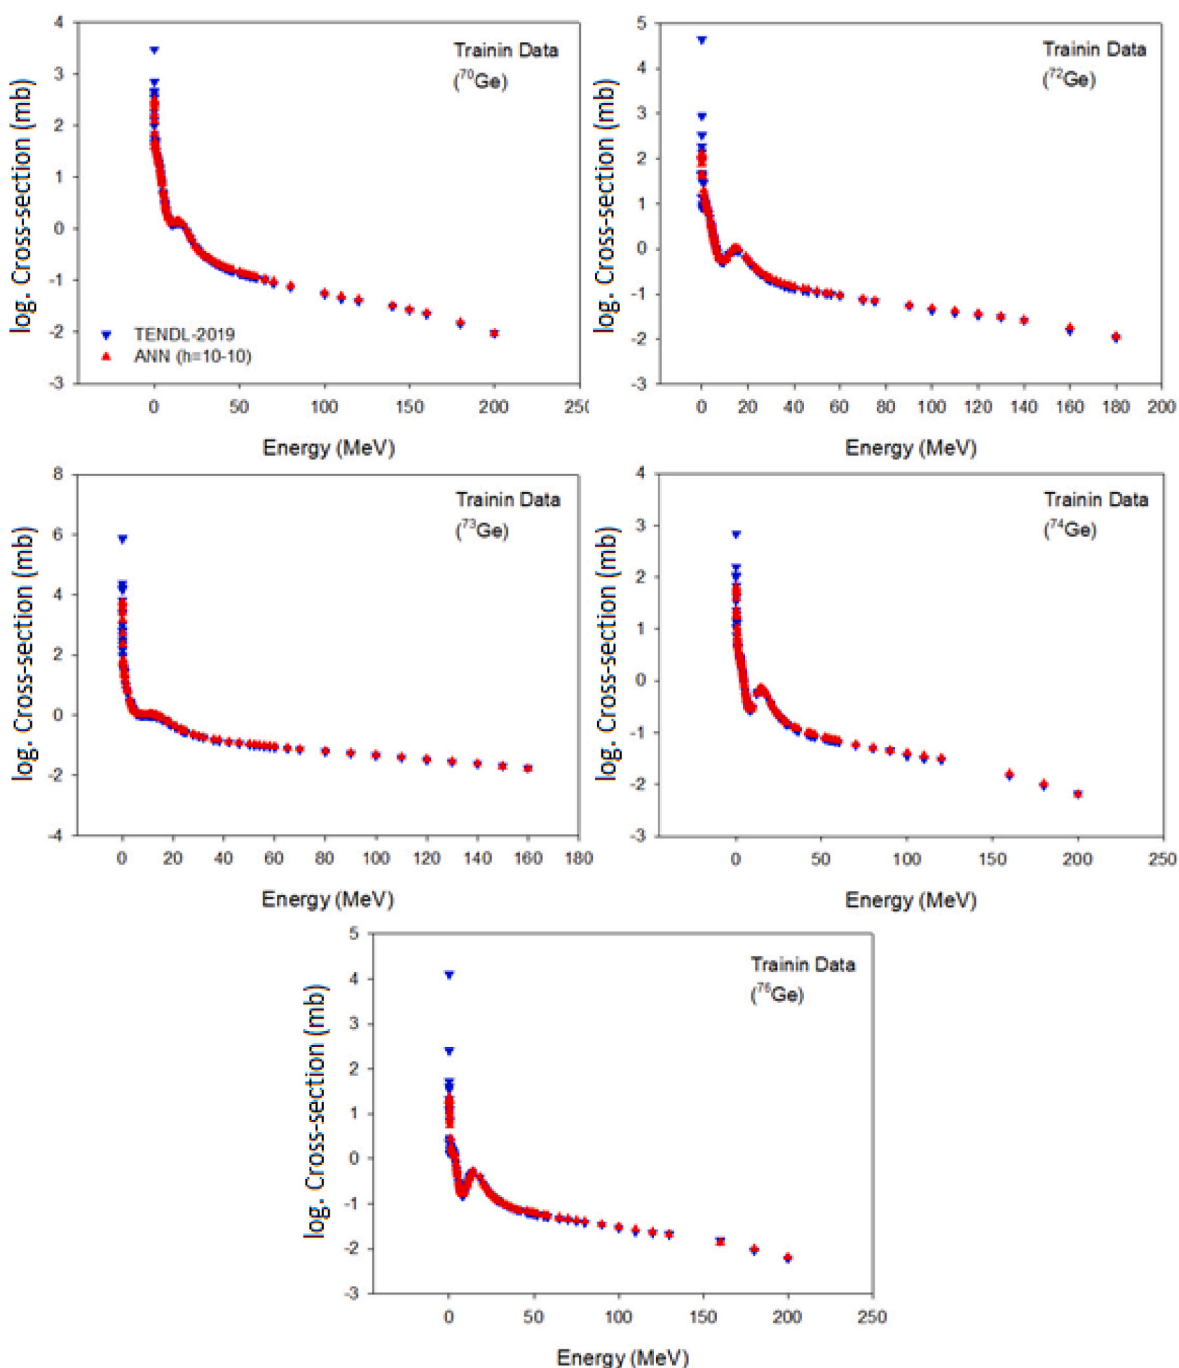 4
3
2
1
0
-1
-2
-3
log. Cross-section (mb)
Trainin Data
(⁷⁰Ge)
TENDL-2019
ANN (h=10-10)
0 50 100 150 200 250
Energy (MeV)
5
4
3
2
1
0
-1
-2
-3
log. Cross-section (mb)
Trainin Data
(⁷²Ge)
0 20 40 60 80 100 120 140 160 180 200
Energy (MeV)
8
6
4
2
0
-2
-4
log. Cross-section (mb)
Trainin Data
(⁷³Ge)
0 20 40 60 80 100 120 140 160 180
Energy (MeV)
4
3
2
1
0
-1
-2
-3
log. Cross-section (mb)
Trainin Data
(⁷⁴Ge)
0 50 100 150 200 250
Energy (MeV)
5
4
3
2
1
0
-1
-2
-3
log. Cross-section (mb)
Trainin Data
(⁷⁶Ge)
0 50 100 150 200 250
Energy (MeV)